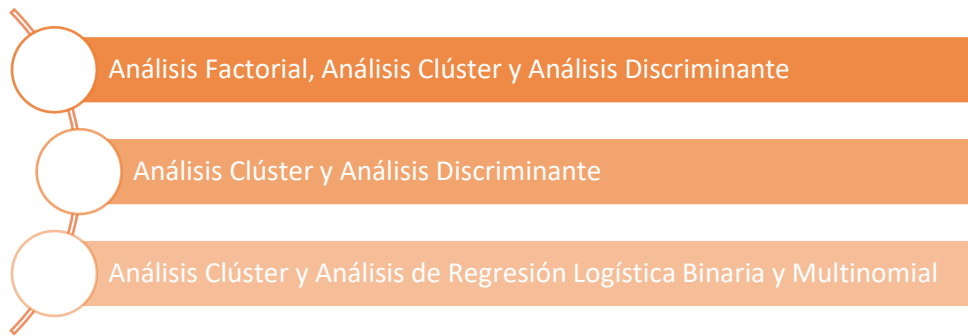 Análisis Factorial, Análisis Clúster y Análisis Discriminante
Análisis Clúster y Análisis Discriminante
Análisis Clúster y Análisis de Regresión Logística Binaria y Multinomial